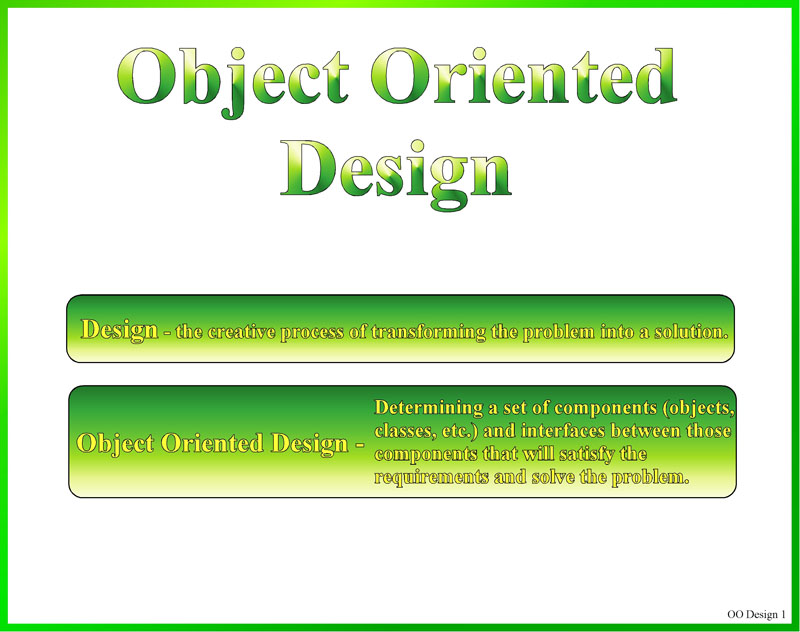 Object Oriented
Design
Design - the creative process of transforming the problem into a solution.
Object Oriented Design -
Determining a set of components (objects,
classes, etc.) and interfaces between those
components that will satisfy the
requirements and solve the problem.
OO Design 1